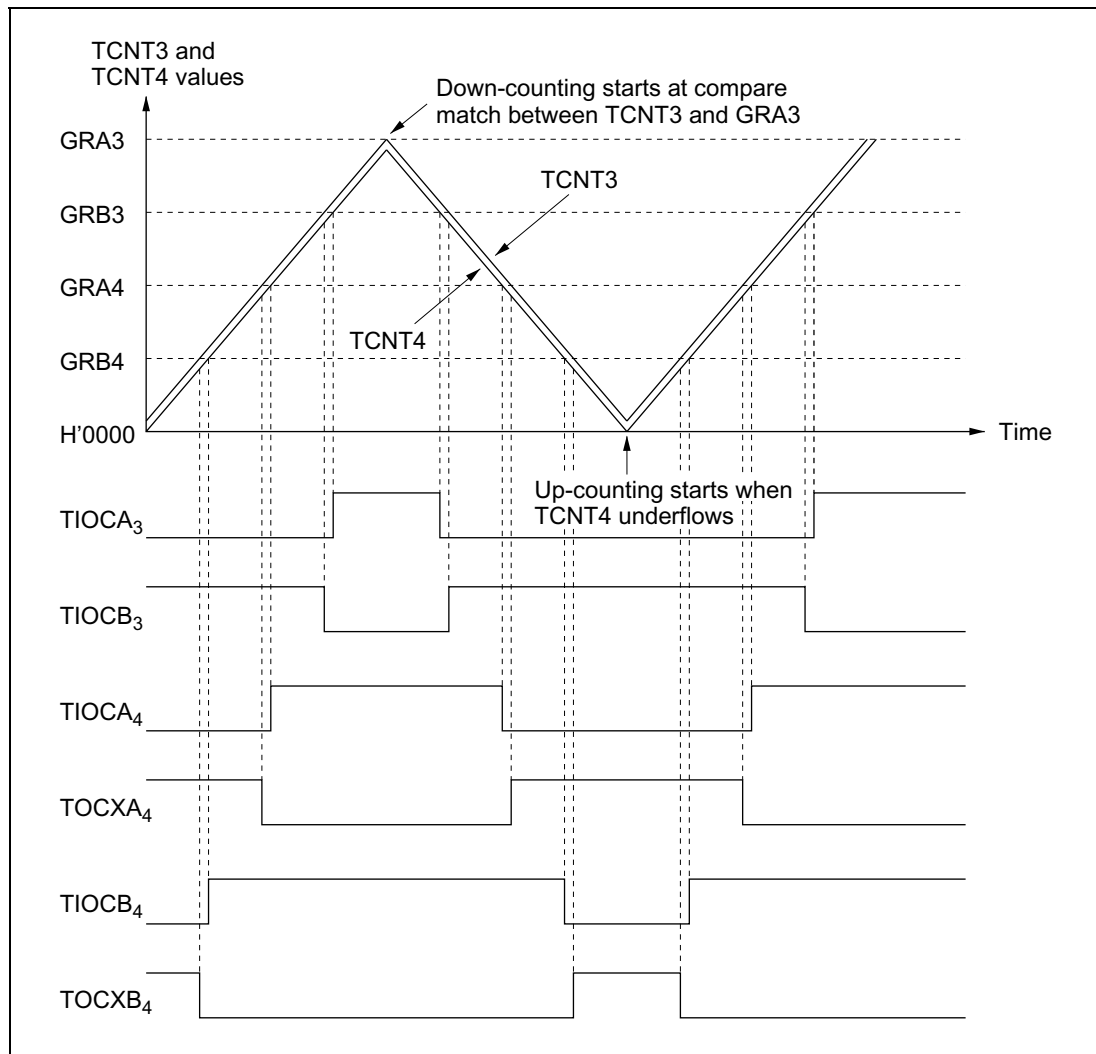 TCNT3 and
TCNT4 values
Down-counting starts at compare
match between TCNT3 and GRA3
GRA3
TCNT3
GRB3
GRA4
TCNT4
GRB4
H'0000
Time
Up-counting starts when
TCNT4 underflows
TIOCA3
TIOCB3
TIOCA4
TOCXA4
TIOCB4
TOCXB4